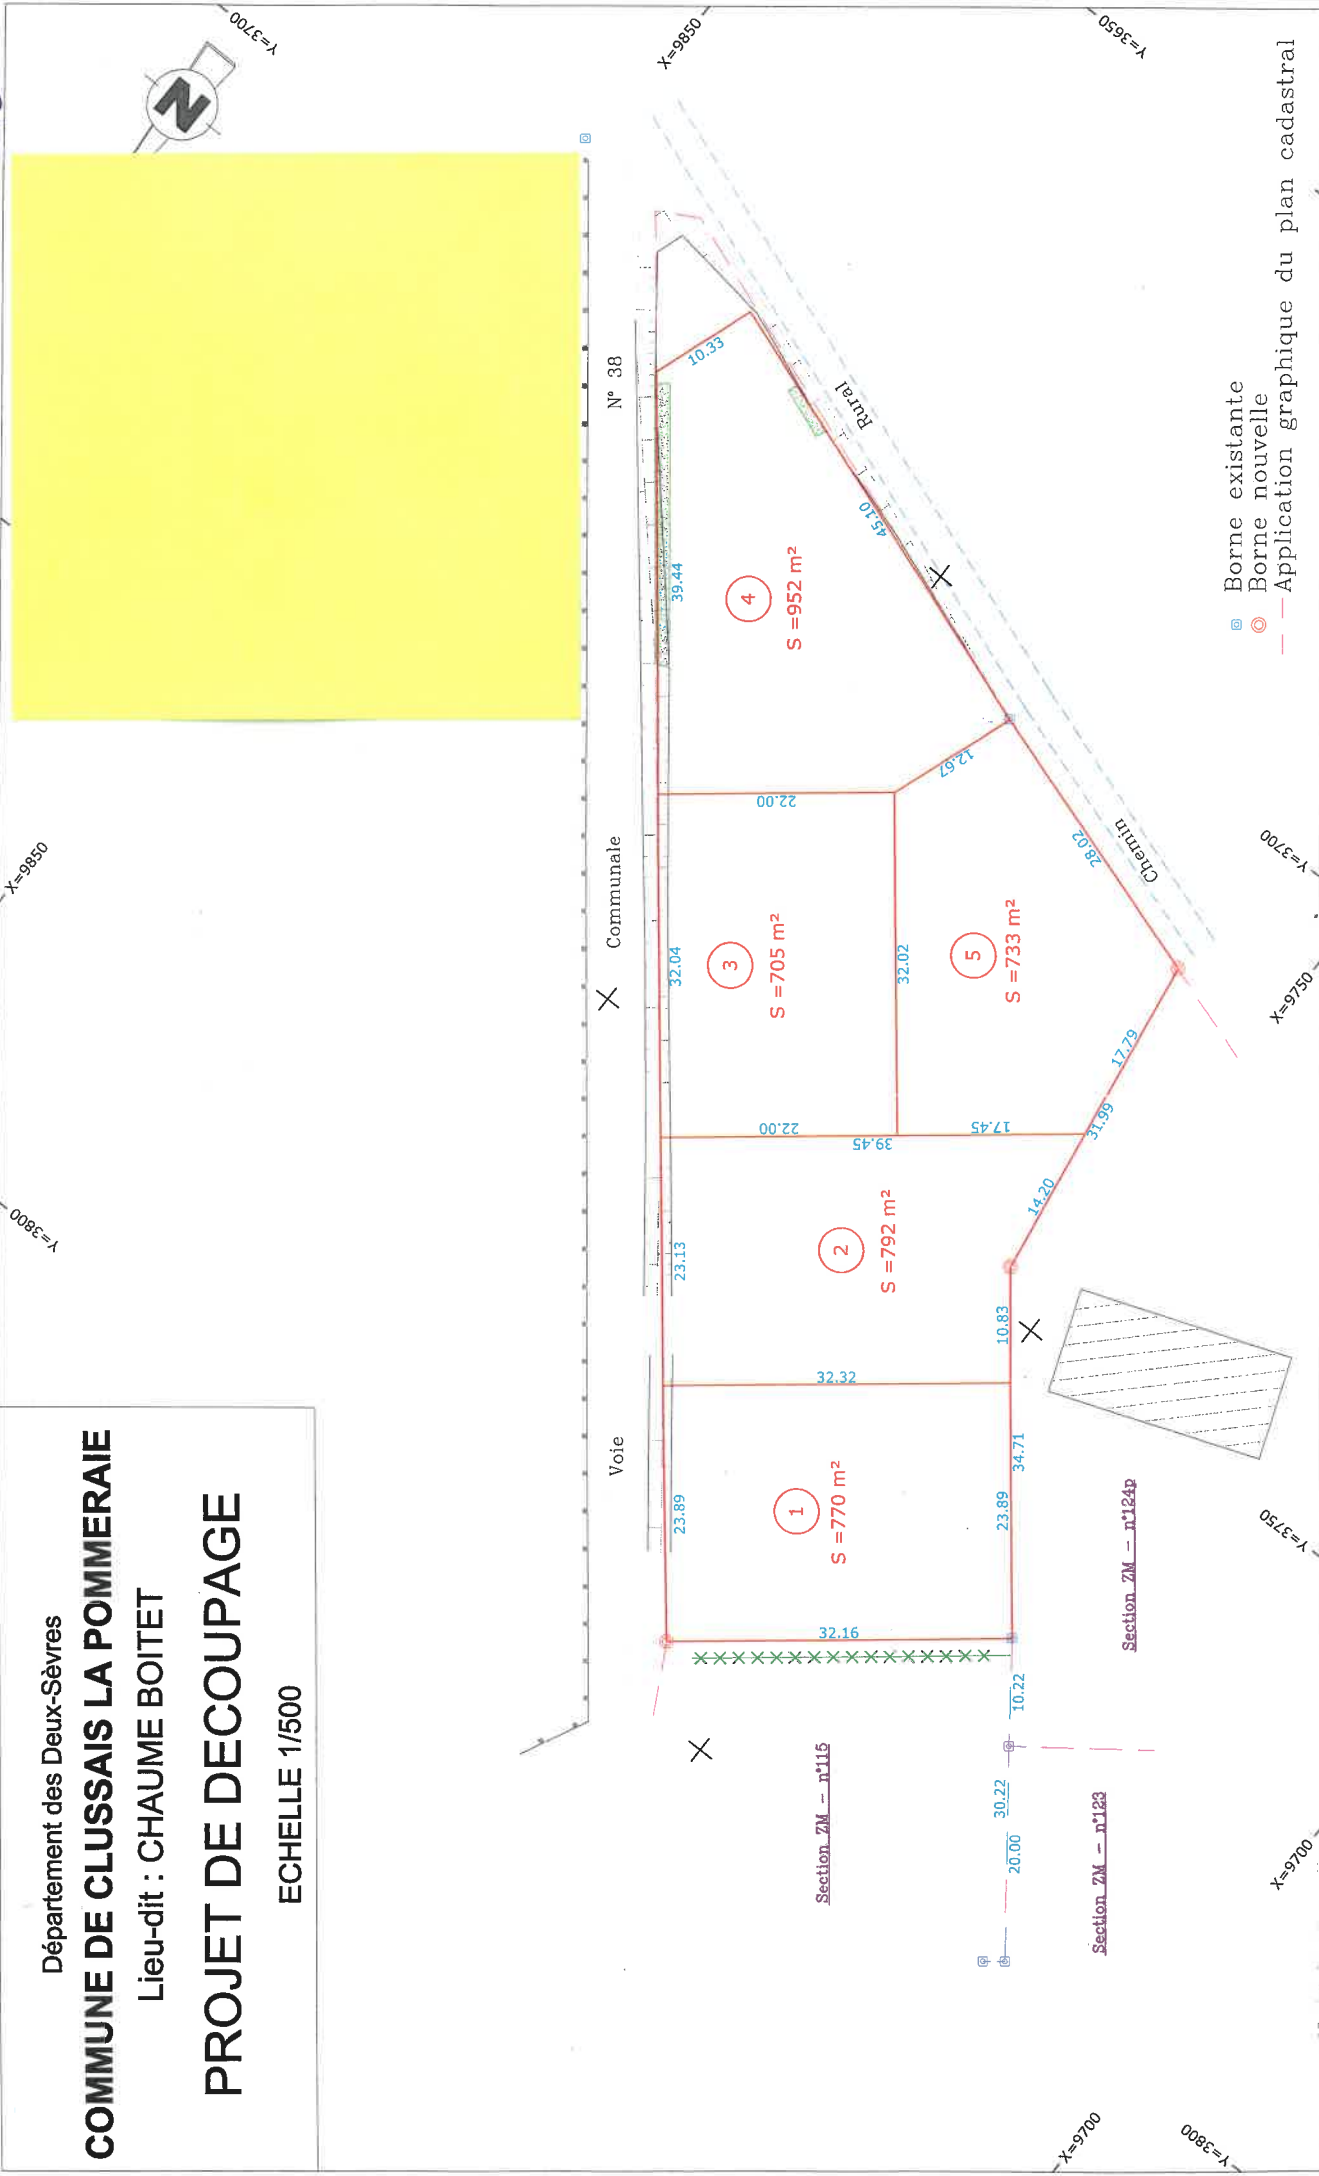 Département des Deux-Sèvres
COMMUNE DE CLUSSAIS LA POMMERAIE
Lieu-dit : CHAUME BOITET
PROJET DE DECOUPAGE
ECHELLE 1/500
Y=3800
X=9850
Y=3700
N
X=9850
Y=3650
Voie
Communale
N° 38
23.89
23.13
32.04
39.44
10.33
1
S =770 m²
2
S =792 m²
3
S =705 m²
4
S =952 m²
5
S =733 m²
32.16
32.32
22.00
39.45
17.45
22.00
12.67
32.02
45.10
28.02
17.79
31.99
14.20
10.83
34.71
23.89
10.22
30.22
20.00
Chemin
Rural
Section ZM - n°115
Section ZM - n°123
Section ZM - n°124p
X=9700
Y=3800
X=9700
Y=3750
X=9750
Y=3700
Borne existante
Borne nouvelle
Application graphique du plan cadastral